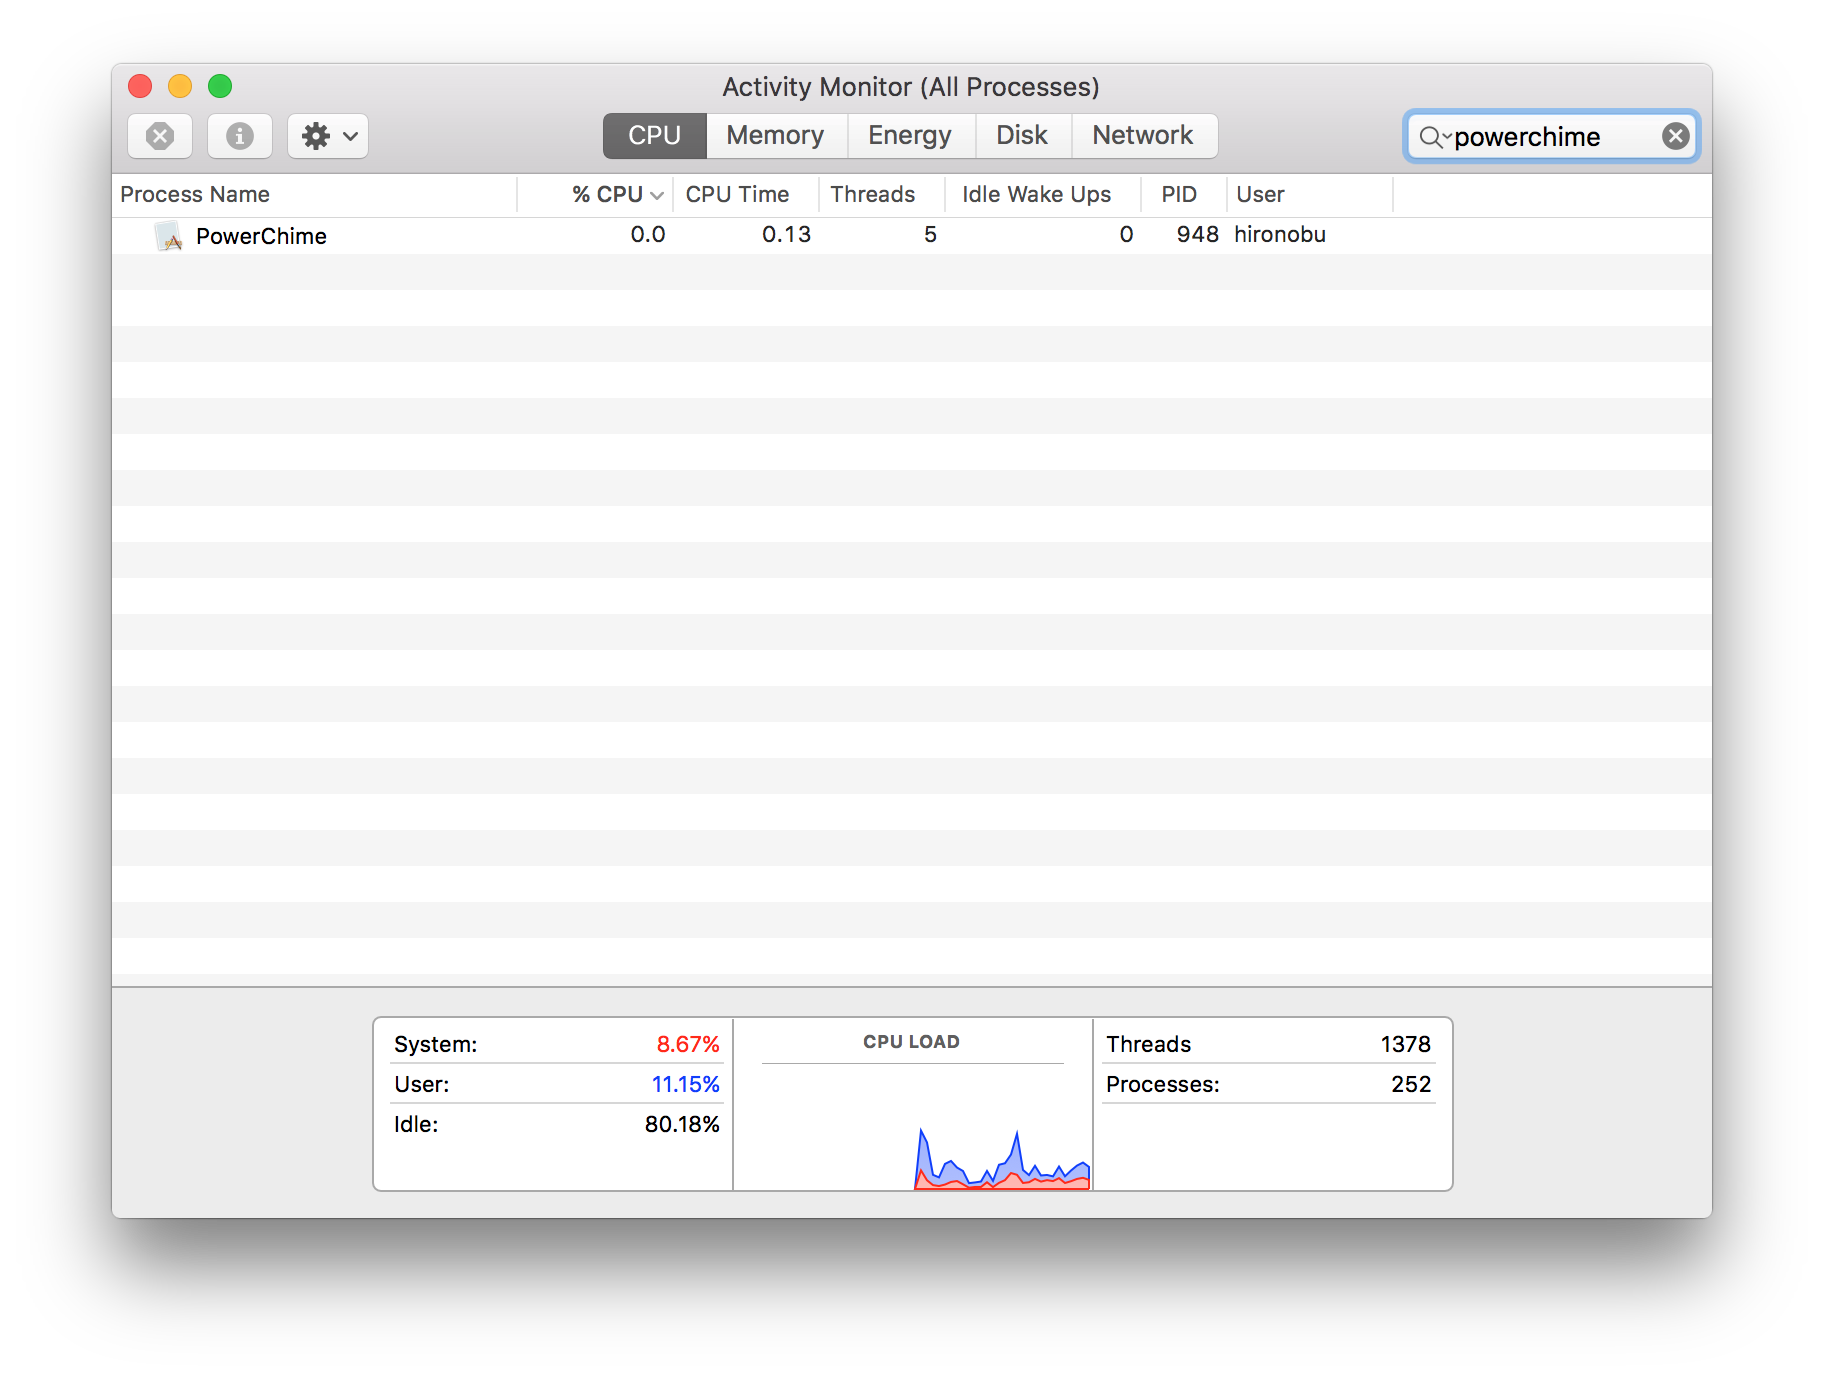 Activity Monitor (All Processes)
CPU Memory Energy Disk Network powerchime
Process Name % CPU CPU Time Threads Idle Wake Ups PID User
PowerChime 0.0 0.13 5 0 948 hironobu
System: 8.67% CPU LOAD Threads 1378
User: 11.15% Processes: 252
Idle: 80.18%